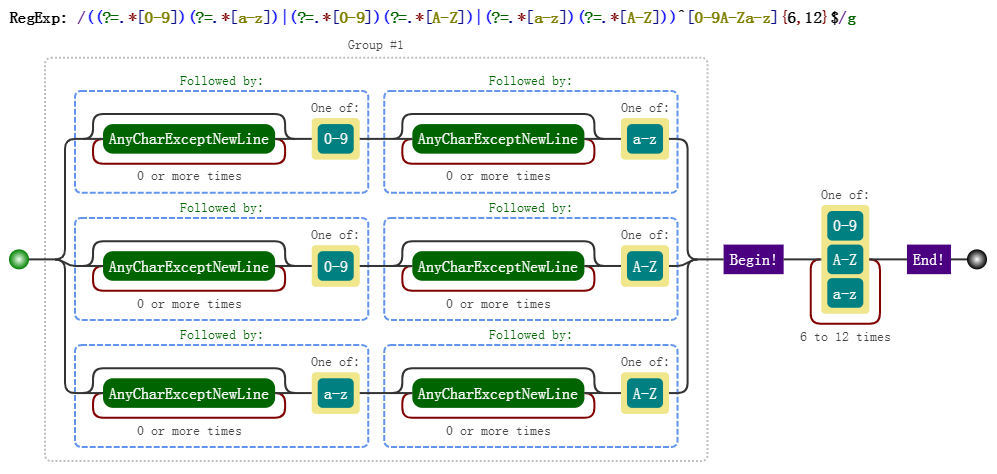 RegExp: /((?=.*[0-9])(?=.*[a-z])|(?=.*[0-9])(?=.*[A-Z])|(?=.*[a-z])(?=.*[A-Z]))^[0-9A-Za-z]{6,12}$/g
Group #1
Followed by: Followed by:
One of: One of:
AnyCharExceptNewLine 0-9 AnyCharExceptNewLine a-z
0 or more times 0 or more times
Followed by: Followed by:
One of: One of:
AnyCharExceptNewLine 0-9 AnyCharExceptNewLine A-Z
0 or more times 0 or more times
Followed by: Followed by:
One of: One of:
AnyCharExceptNewLine a-z AnyCharExceptNewLine A-Z
0 or more times 0 or more times
Begin!
One of:
0-9
A-Z
a-z
6 to 12 times
End!